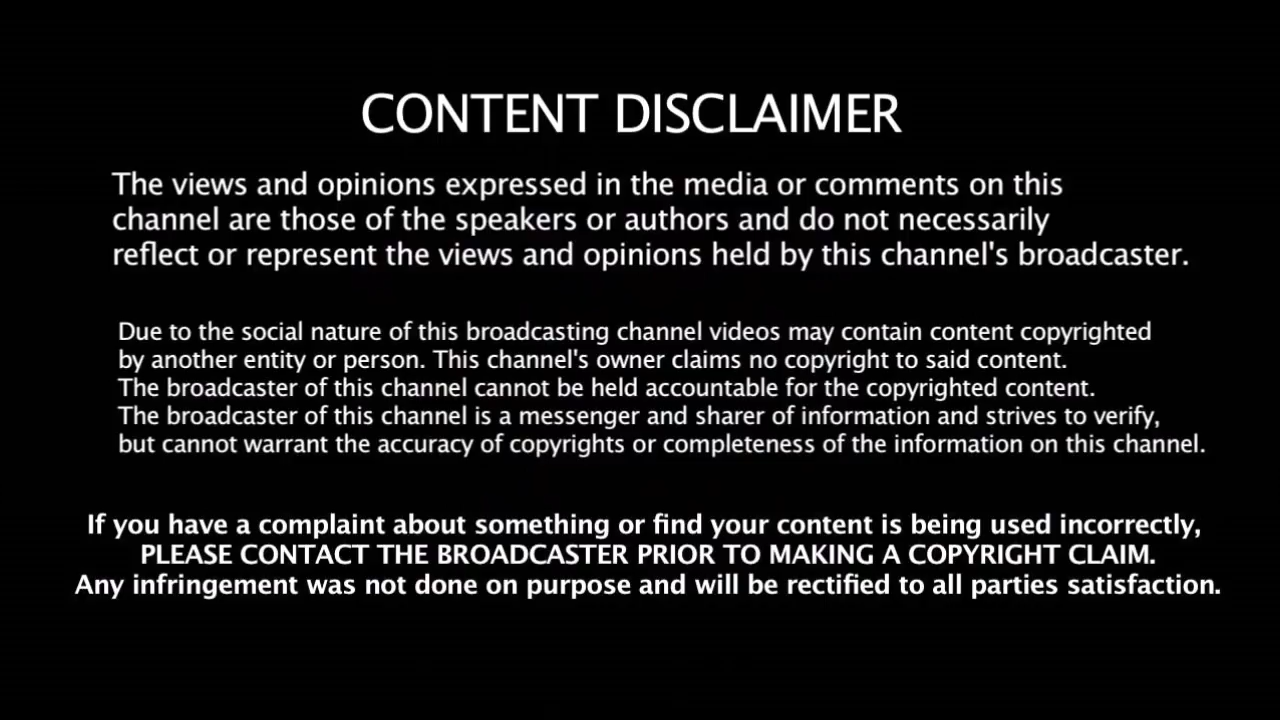 CONTENT DISCLAIMER
The views and opinions expressed in the media or comments on this
channel are those of the speakers or authors and do not necessarily
reflect or represent the views and opinions held by this channel's broadcaster.
Due to the social nature of this broadcasting channel videos may contain content copyrighted
by another entity or person. This channel's owner claims no copyright to said content.
The broadcaster of this channel cannot be held accountable for the copyrighted content.
The broadcaster of this channel is a messenger and sharer of information and strives to verify,
but cannot warrant the accuracy of copyrights or completeness of the information on this channel.
If you have a complaint about something or find your content is being used incorrectly,
PLEASE CONTACT THE BROADCASTER PRIOR TO MAKING A COPYRIGHT CLAIM.
Any infringement was not done on purpose and will be rectified to all parties satisfaction.